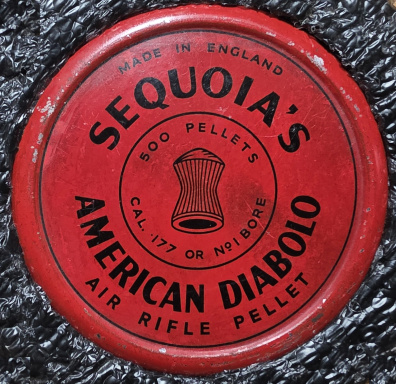 MADE IN ENGLAND
SEQUOIA'S
500 PELLETS
CAL. .177 OR Nº1 BORE
AMERICAN DIABOLO
AIR RIFLE PELLET